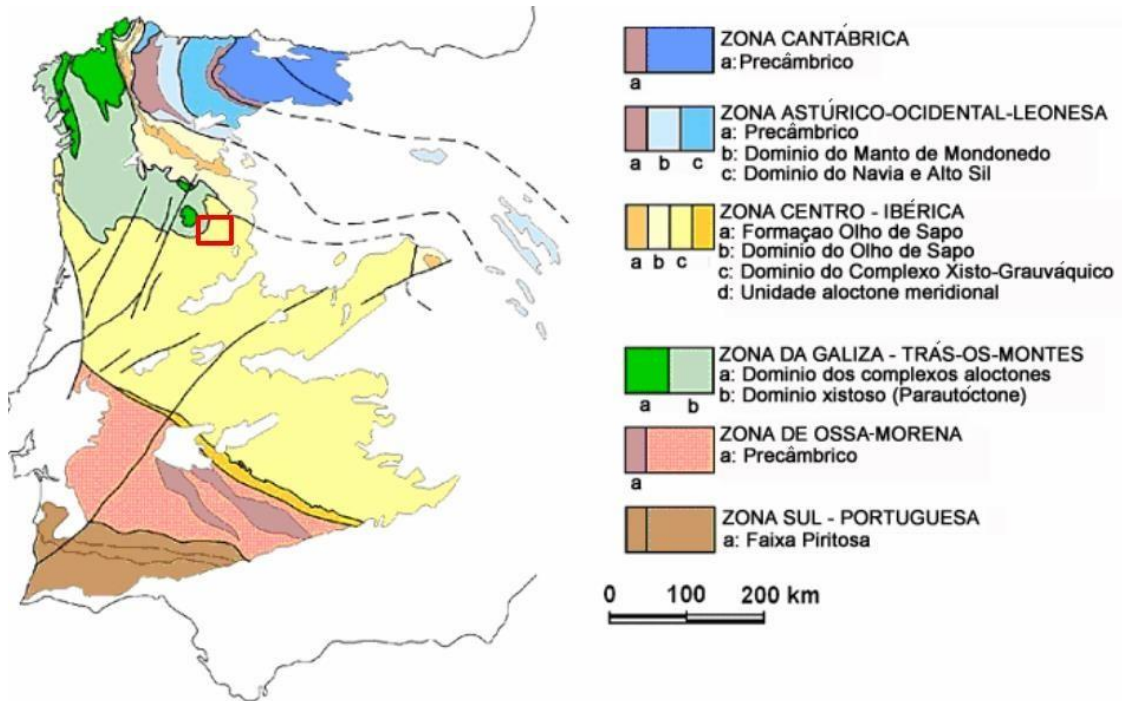 ZONA CANTÁBRICA
a: Precâmbrico
a
ZONA ASTÚRICO-OCIDENTAL-LEONESA
a: Precâmbrico
b: Dominio do Manto de Mondonedo
c: Dominio do Navia e Alto Sil
a b c
ZONA CENTRO - IBÉRICA
a: Formaçao Olho de Sapo
b: Dominio do Olho de Sapo
c: Dominio do Complexo Xisto-Grauváquico
d: Unidade aloctone meridional
a b c
ZONA DA GALIZA - TRÁS-OS-MONTES
a: Dominio dos complexos aloctones
b: Dominio xistoso (Parautóctone)
a b
ZONA DE OSSA-MORENA
a: Precâmbrico
a
ZONA SUL - PORTUGUESA
a: Faixa Piritosa
0 100 200 km